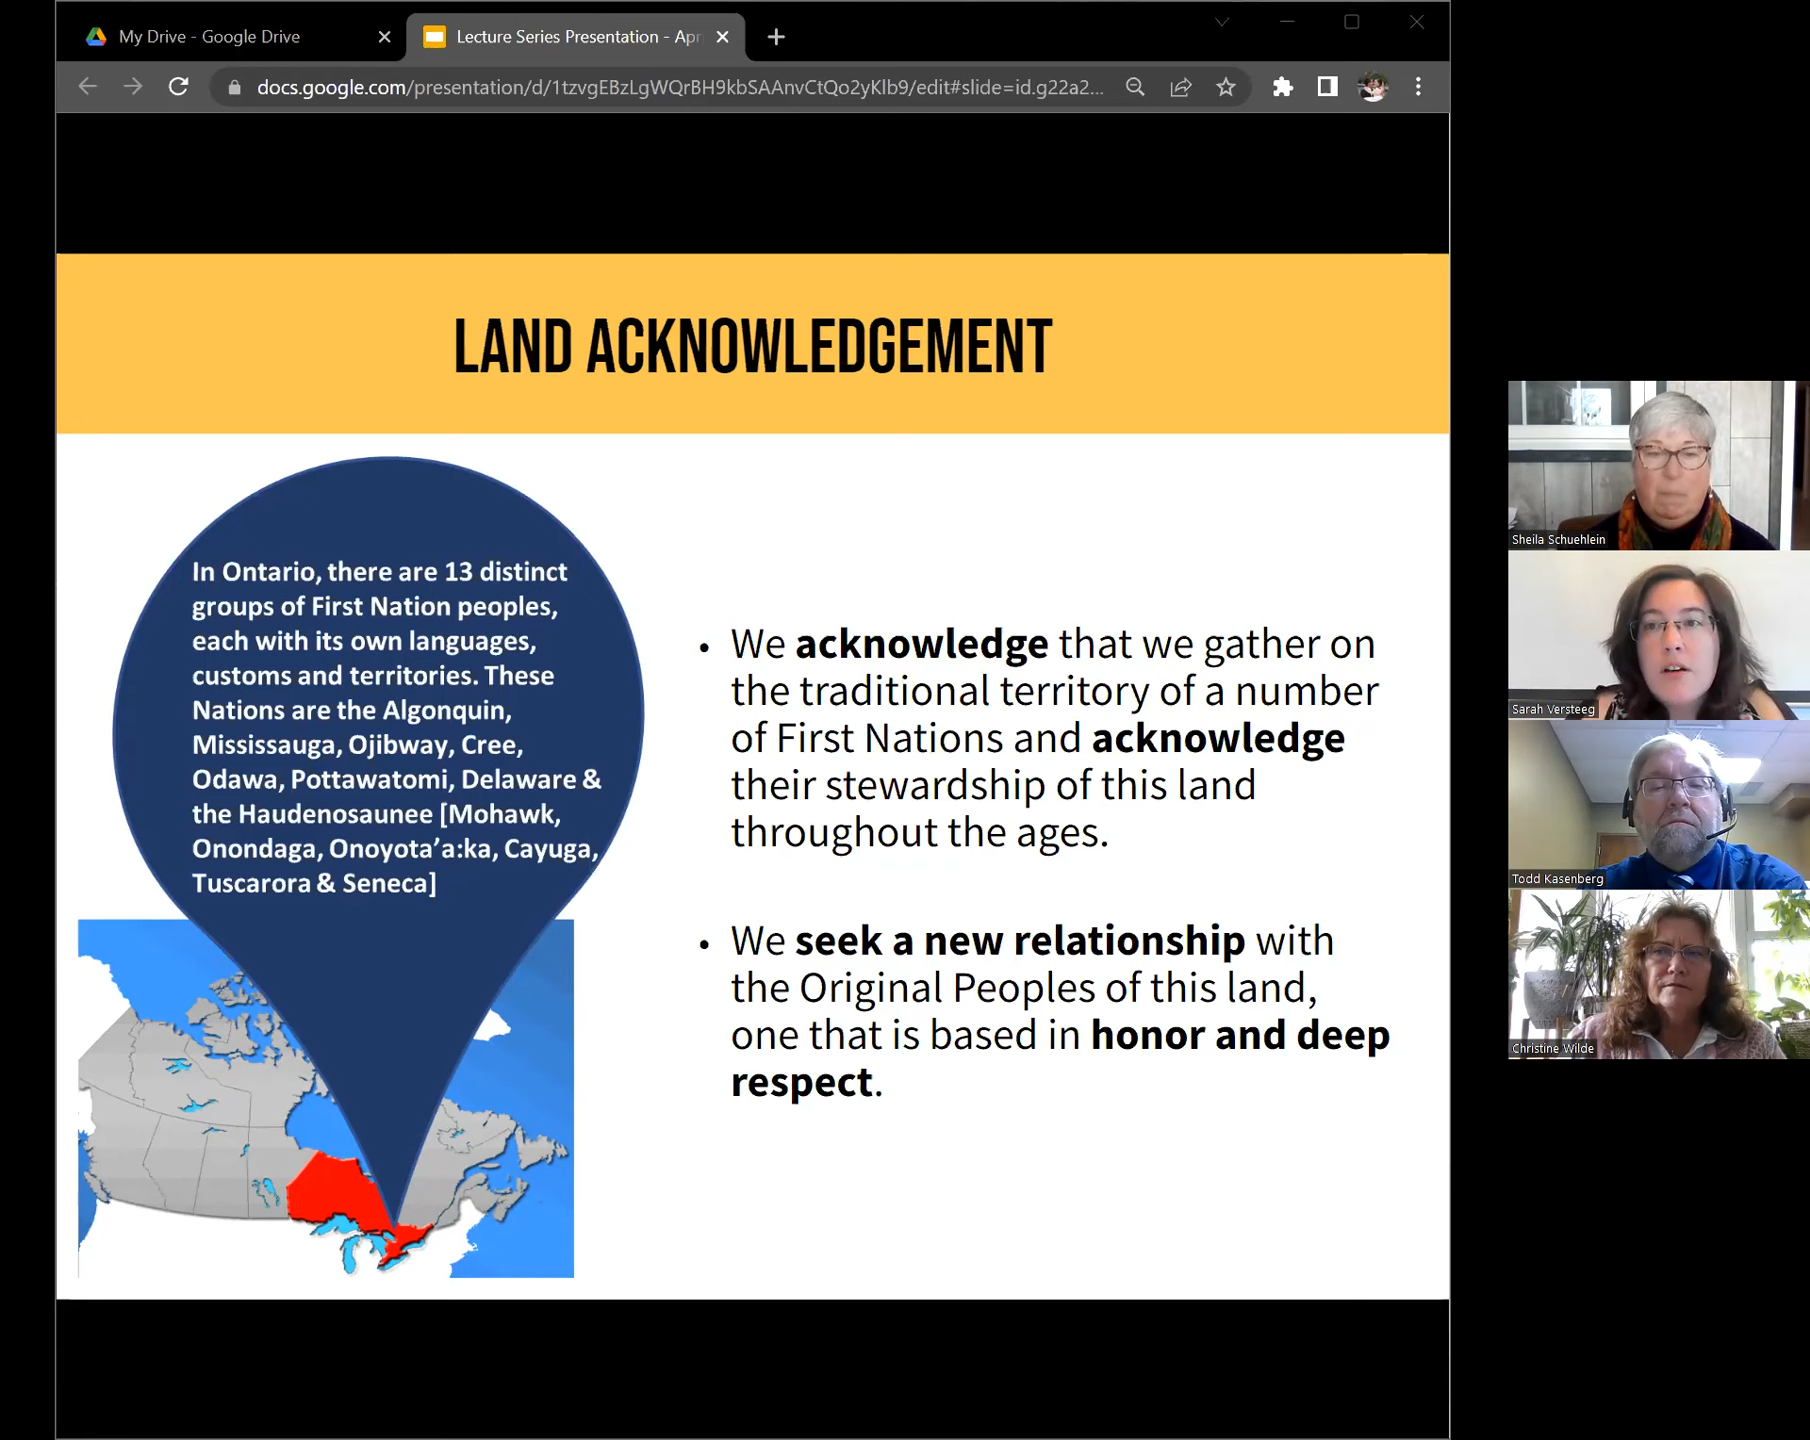 My Drive - Google Drive
Lecture Series Presentation - Apr
docs.google.com/presentation/d/1tzvgEBzLgWQrBH9kbSAAnvCtQo2yKlb9/edit#slide=id.g22a2...
LAND ACKNOWLEDGEMENT
In Ontario, there are 13 distinct
groups of First Nation peoples,
each with its own languages,
customs and territories. These
Nations are the Algonquin,
Mississauga, Ojibway, Cree,
Odawa, Pottawatomi, Delaware &
the Haudenosaunee [Mohawk,
Onondaga, Onoyota’a:ka, Cayuga,
Tuscarora & Seneca]
• We acknowledge that we gather on
the traditional territory of a number
of First Nations and acknowledge
their stewardship of this land
throughout the ages.
• We seek a new relationship with
the Original Peoples of this land,
one that is based in honor and deep
respect.
Sheila Schuehlein
Sarah Versteeg
Todd Kasenberg
Christine Wilde